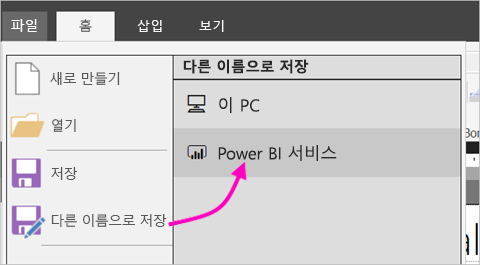 파일 홈 삽입 보기
다른 이름으로 저장
새로 만들기
이 PC
열기
Power BI 서비스
저장
다른 이름으로 저장